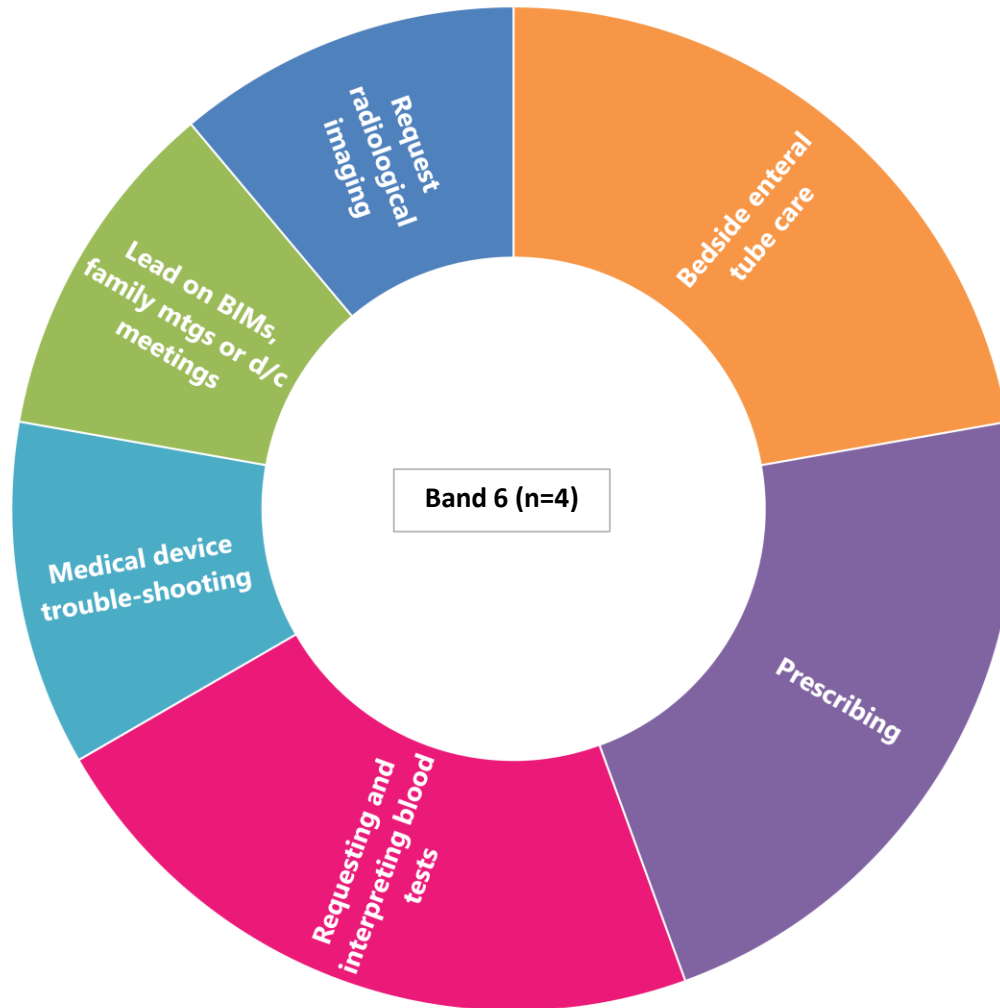 Request
radiological
imaging
Bedside enteral
tube care
Lead on BIMs,
family mtgs or d/c
meetings
Band 6 (n=4)
Medical device
trouble-shooting
Prescribing
Requesting and
interpreting blood
tests